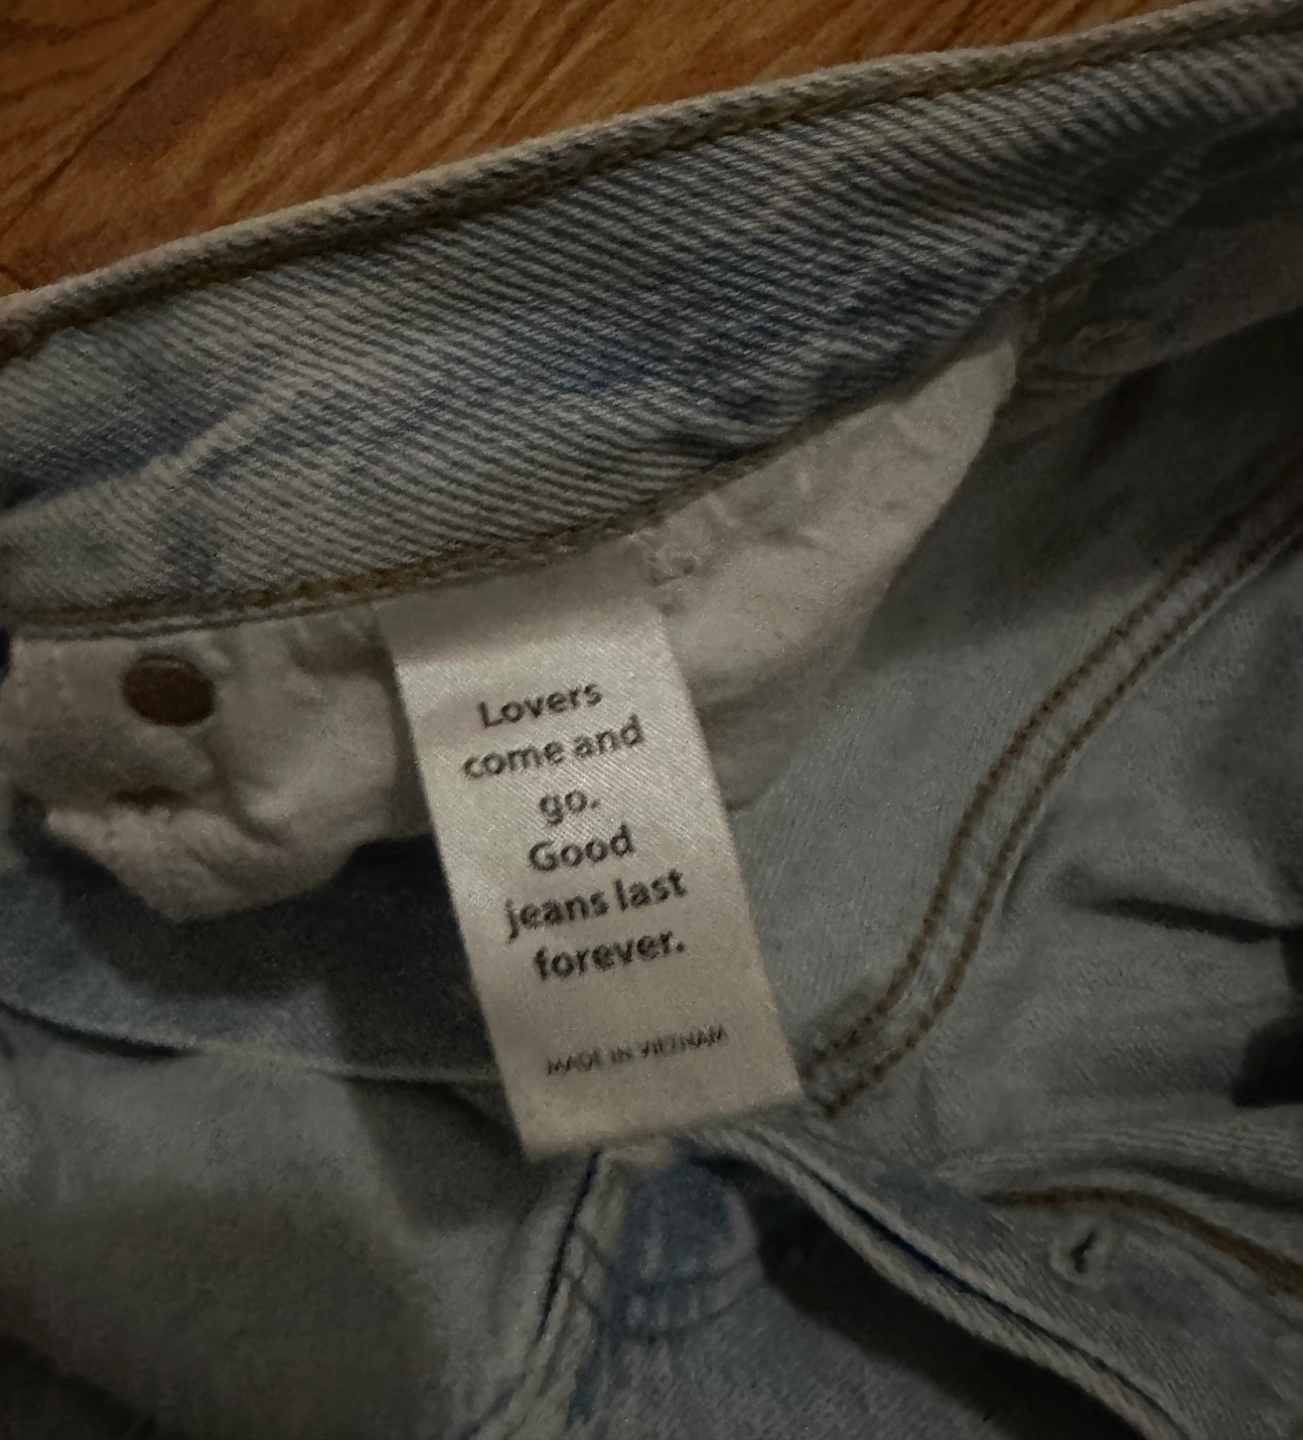 Lovers
come and
go.
Good
jeans last
forever.
MADE IN VIETNAM